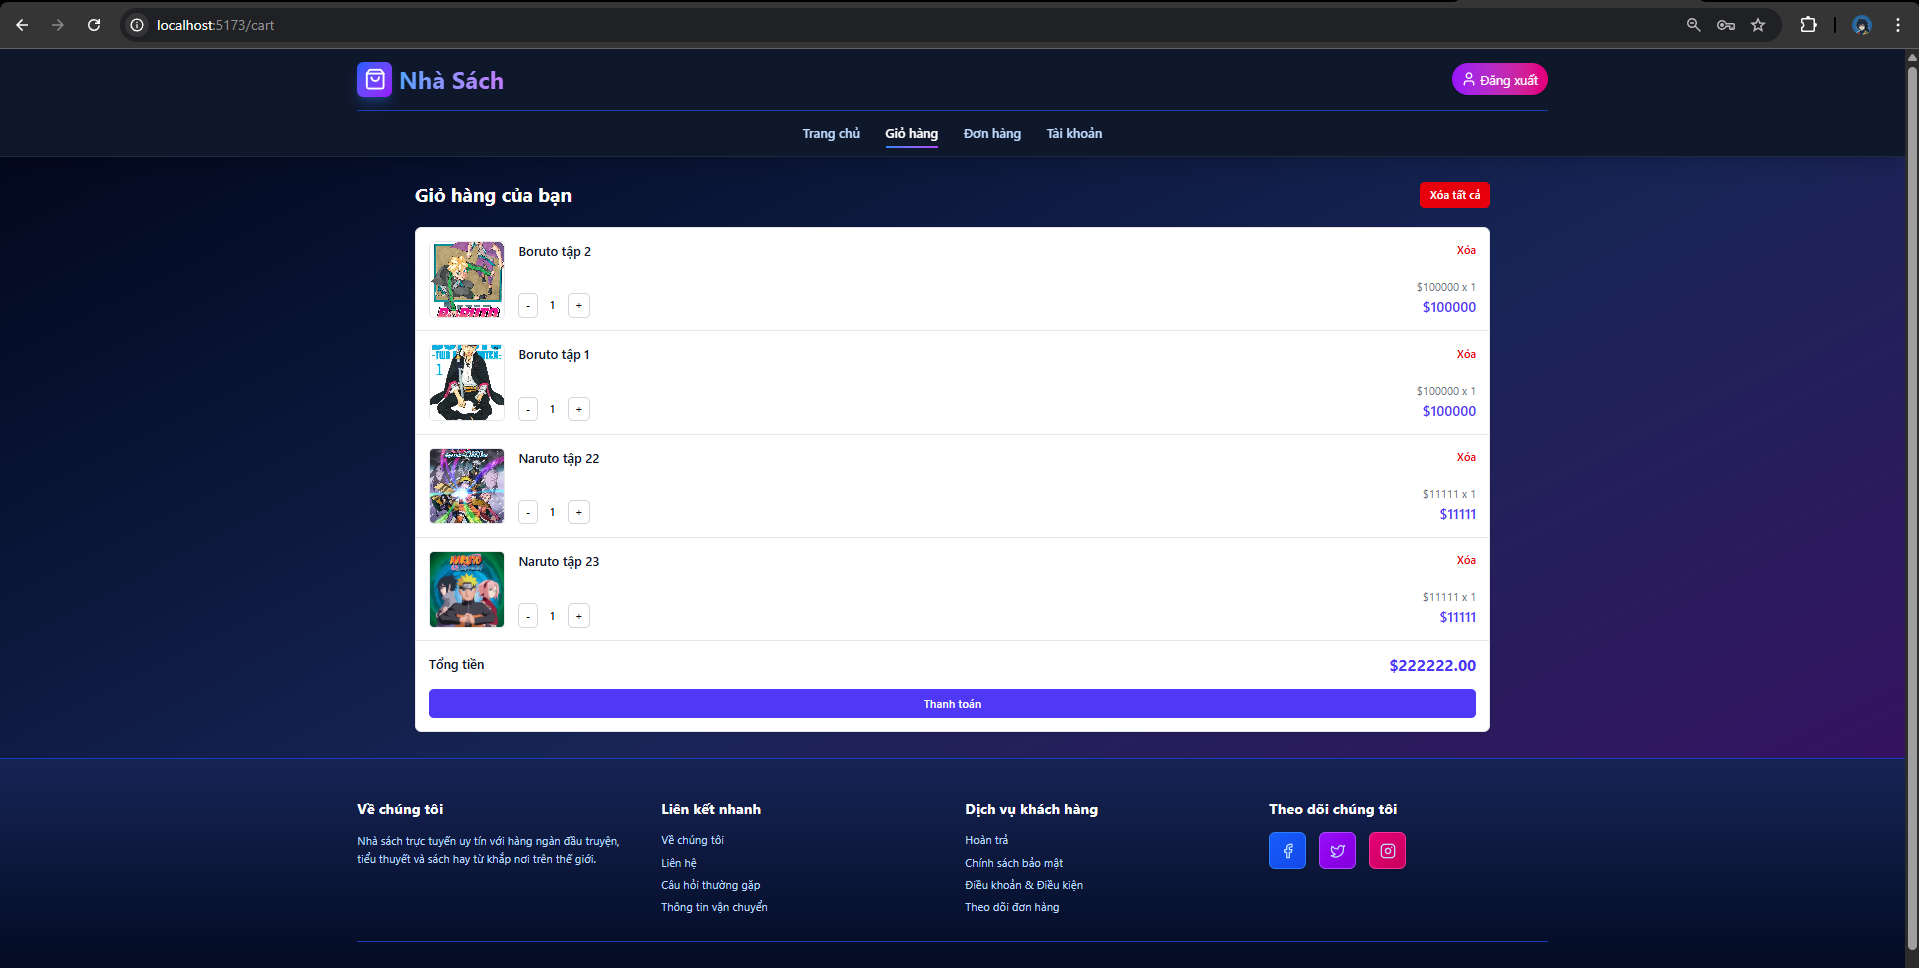 localhost:5173/cart
Nhà Sách
Đăng xuất
Trang chủ Giỏ hàng Đơn hàng Tài khoản
Giỏ hàng của bạn
Xóa tất cả
Boruto tập 2
Xóa
- 1 +
$100000 x 1
$100000
Boruto tập 1
Xóa
- 1 +
$100000 x 1
$100000
Naruto tập 22
Xóa
- 1 +
$11111 x 1
$11111
Naruto tập 23
Xóa
- 1 +
$11111 x 1
$11111
Tổng tiền
$222222.00
Thanh toán
Về chúng tôi
Nhà sách trực tuyến uy tín với hàng ngàn đầu truyện,
tiểu thuyết và sách hay từ khắp nơi trên thế giới.
Liên kết nhanh
Về chúng tôi
Liên hệ
Câu hỏi thường gặp
Thông tin vận chuyển
Dịch vụ khách hàng
Hoàn trả
Chính sách bảo mật
Điều khoản & Điều kiện
Theo dõi đơn hàng
Theo dõi chúng tôi